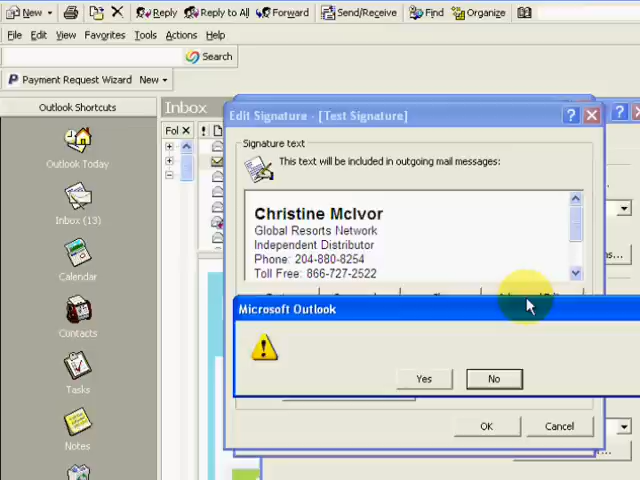 New Reply Reply to All Forward Send/Receive Find Organize
File Edit View Favorites Tools Actions Help
Search
Payment Request Wizard New
Outlook Shortcuts
Inbox
Fol
Outlook Today
Inbox (13)
Calendar
Contacts
Tasks
Notes
Edit Signature - [Test Signature]
Signature text
This text will be included in outgoing mail messages:
Christine McIvor
Global Resorts Network
Independent Distributor
Phone: 204-880-8254
Toll Free: 866-727-2522
Microsoft Outlook
Yes No
OK Cancel